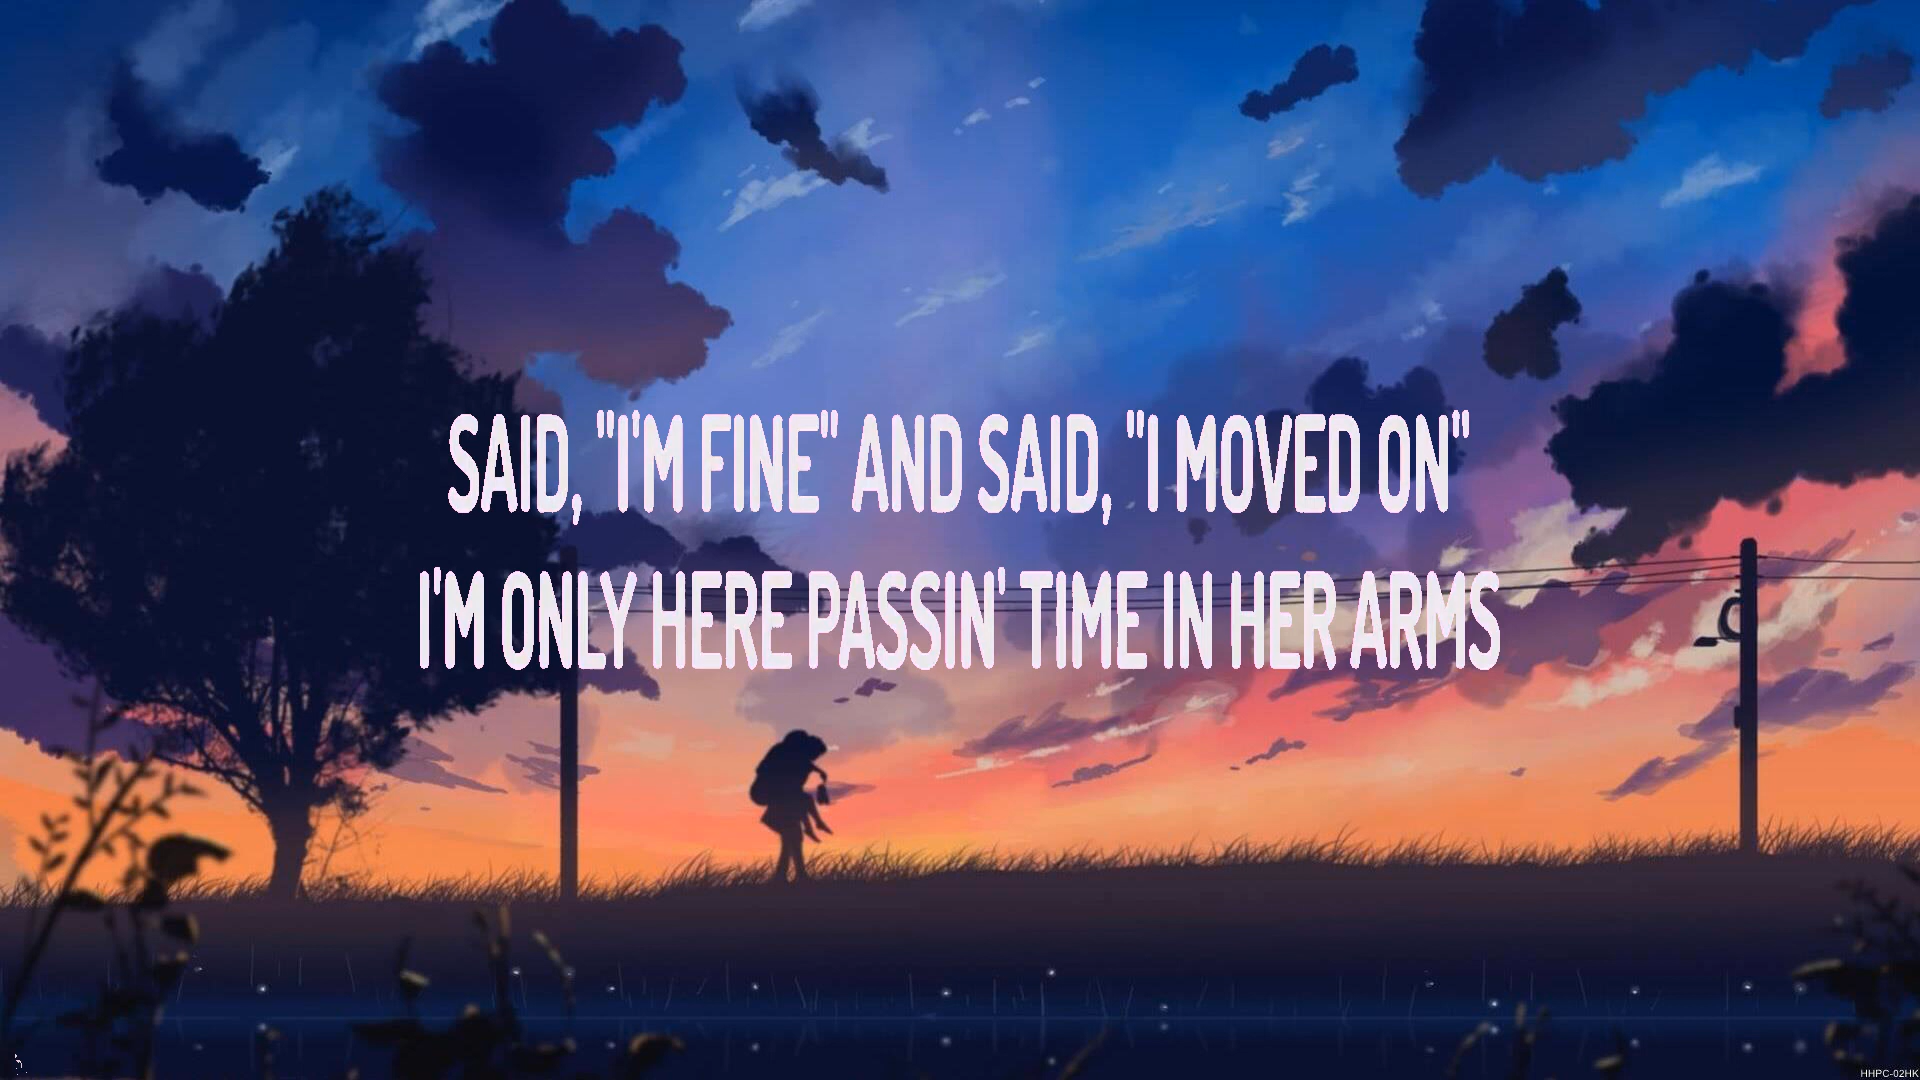 SAID, "I'M FINE" AND SAID, "I MOVED ON"
I'M ONLY HERE PASSIN' TIME IN HER ARMS
HHPC-02HK